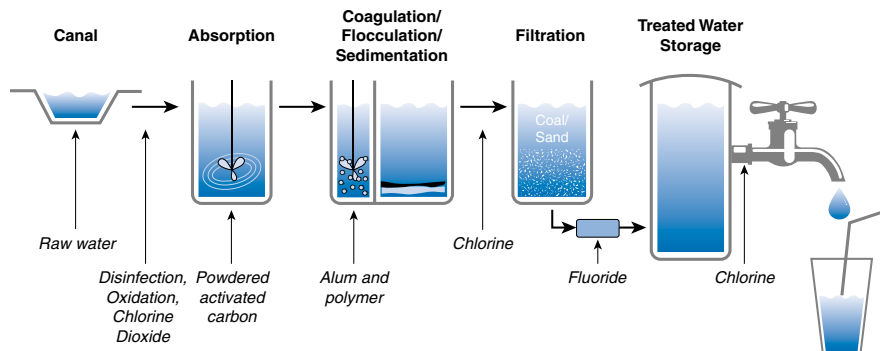 Canal
Absorption
Coagulation/
Flocculation/
Sedimentation
Filtration
Treated Water
Storage
Coal/
Sand
Raw water
Disinfection,
Oxidation,
Chlorine
Dioxide
Powdered
activated
carbon
Alum and
polymer
Chlorine
Fluoride
Chlorine